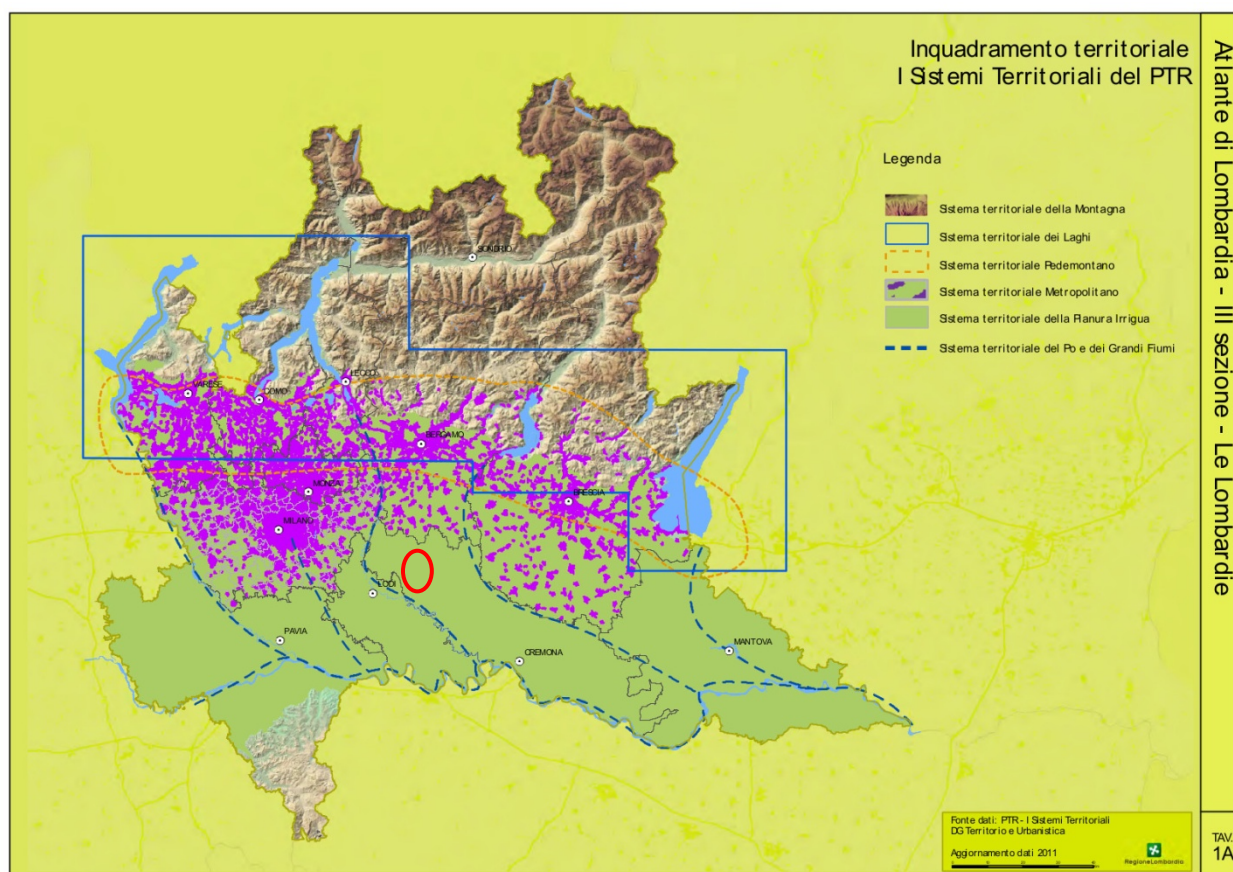 Inquadramento territoriale
I Sistemi Territoriali del PTR
Atlante di Lombardia - III sezione - Le Lombardie
Legenda
Sistema territoriale della Montagna
Sistema territoriale dei Laghi
Sistema territoriale Pedemontano
Sistema territoriale Metropolitano
Sistema territoriale della Pianura Irrigua
Sistema territoriale del Po e dei Grandi Fiumi
SONDRIO
LECCO
VARESE
COMO
BERGAMO
MONZA
BRESCIA
MILANO
LODI
PAVIA
CREMONA
MANTOVA
Fonte dati: PTR - I Sistemi Territoriali
DG Territorio e Urbanistica
Aggiornamento dati 2011
RegioneLombardia
TAV.
1A